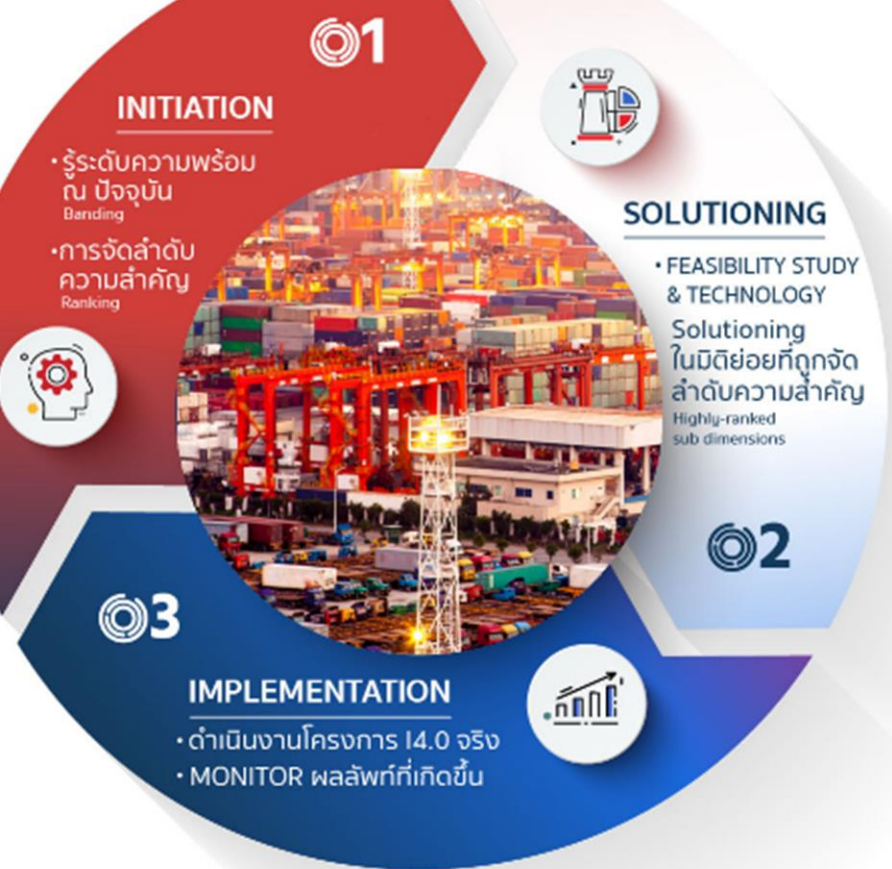 01
INITIATION
•รู้ระดับความพร้อม
ณ ปัจจุบัน
Banding
•การจัดลำดับ
ความสำคัญ
Ranking
SOLUTIONING
• FEASIBILITY STUDY
& TECHNOLOGY
Solutioning
ในมิติย่อยที่ถูกจัด
ลำดับความสำคัญ
Highly-ranked
sub dimensions
02
03
IMPLEMENTATION
• ดำเนินงานโครงการ I4.0 จริง
• MONITOR ผลลัพท์ที่เกิดขึ้น